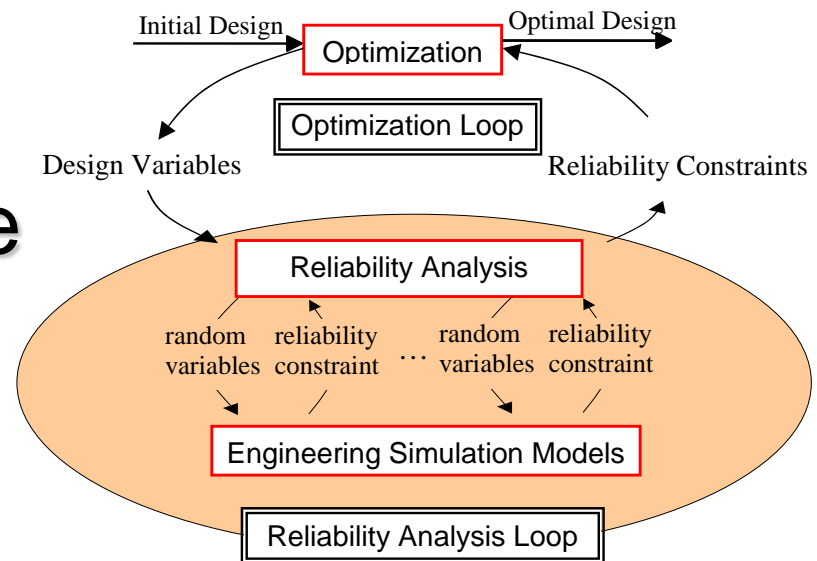 Initial Design
Optimal Design
Optimization
Optimization Loop
Design Variables
Reliability Constraints
e
Reliability Analysis
random reliability random reliability
variables constraint … variables constraint
Engineering Simulation Models
Reliability Analysis Loop